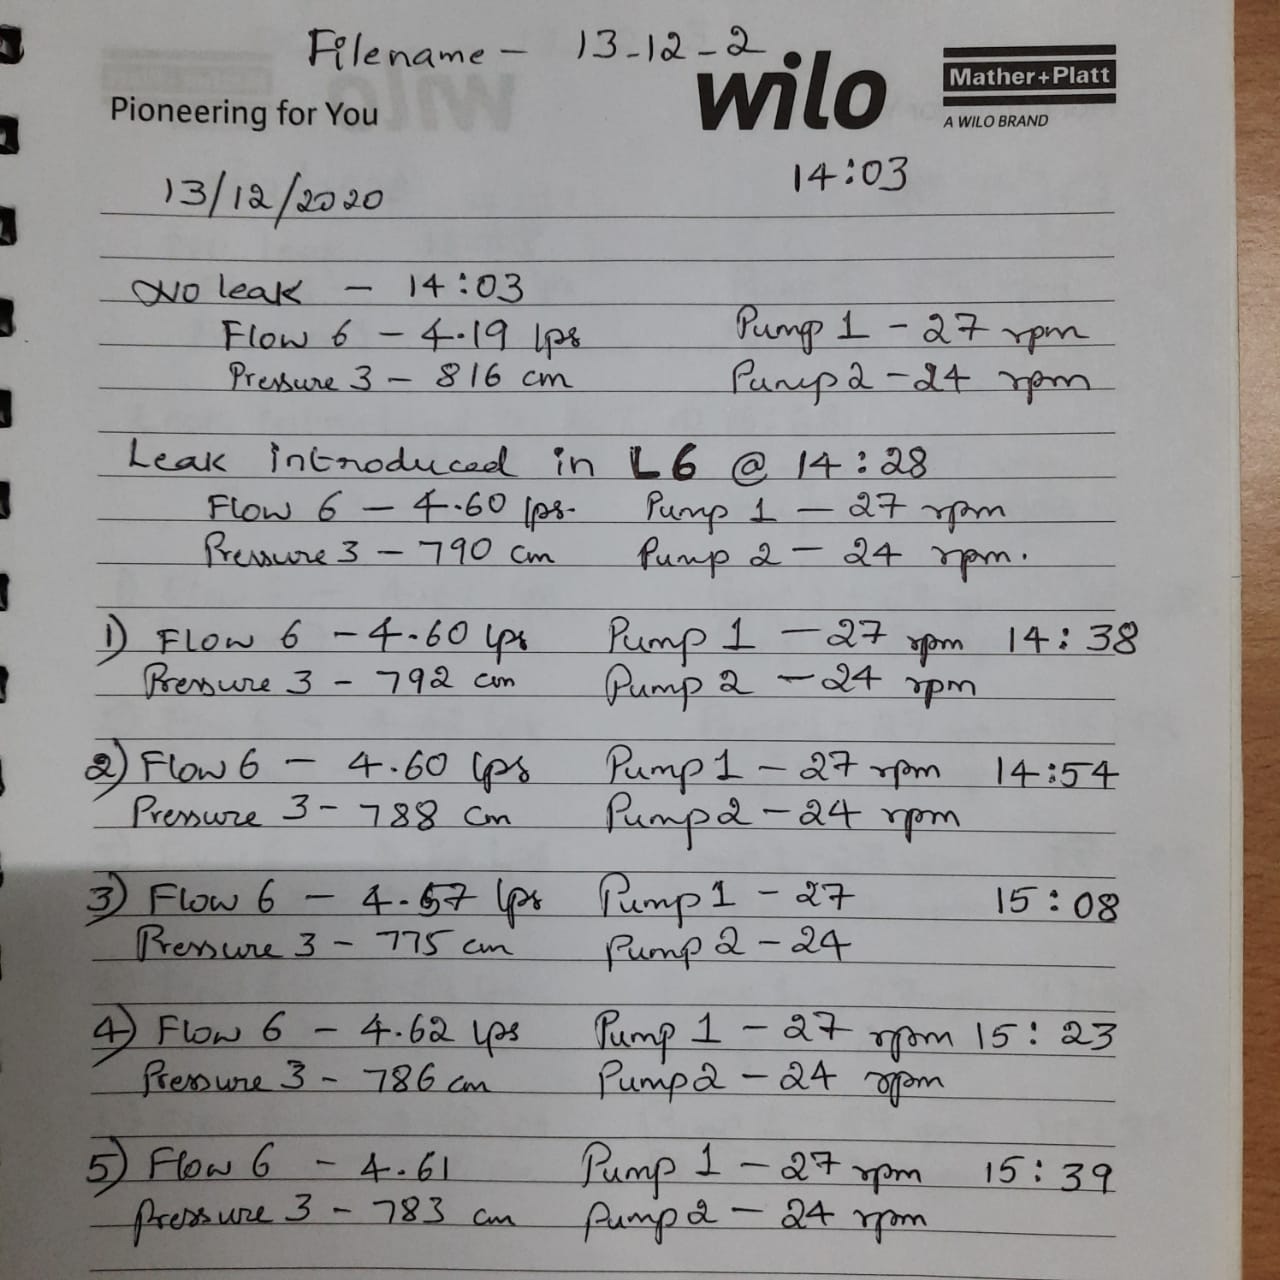 Filename - 13-12-2
wilo
Mather+Platt
Pioneering for You
A WILO BRAND
14:03
13/12/2020
No leak - 14:03
Flow 6 - 4.19 lps Pump 1 - 27 rpm
Pressure 3 - 816 cm Pump 2 - 24 rpm
Leak introduced in L6 @ 14:28
Flow 6 - 4.60 lps. Pump 1 - 27 rpm
Pressure 3 - 790 cm Pump 2 - 24 rpm.
1) Flow 6 - 4.60 lps Pump 1 - 27 rpm 14:38
Pressure 3 - 792 cm Pump 2 - 24 rpm
2) Flow 6 - 4.60 lps Pump 1 - 27 rpm 14:54
Pressure 3 - 788 cm Pump 2 - 24 rpm
3) Flow 6 - 4.57 lps Pump 1 - 27 15:08
Pressure 3 - 775 cm Pump 2 - 24
4) Flow 6 - 4.62 lps Pump 1 - 27 rpm 15:23
Pressure 3 - 786 cm Pump 2 - 24 rpm
5) Flow 6 - 4.61 Pump 1 - 27 rpm 15:39
Pressure 3 - 783 cm Pump 2 - 24 rpm